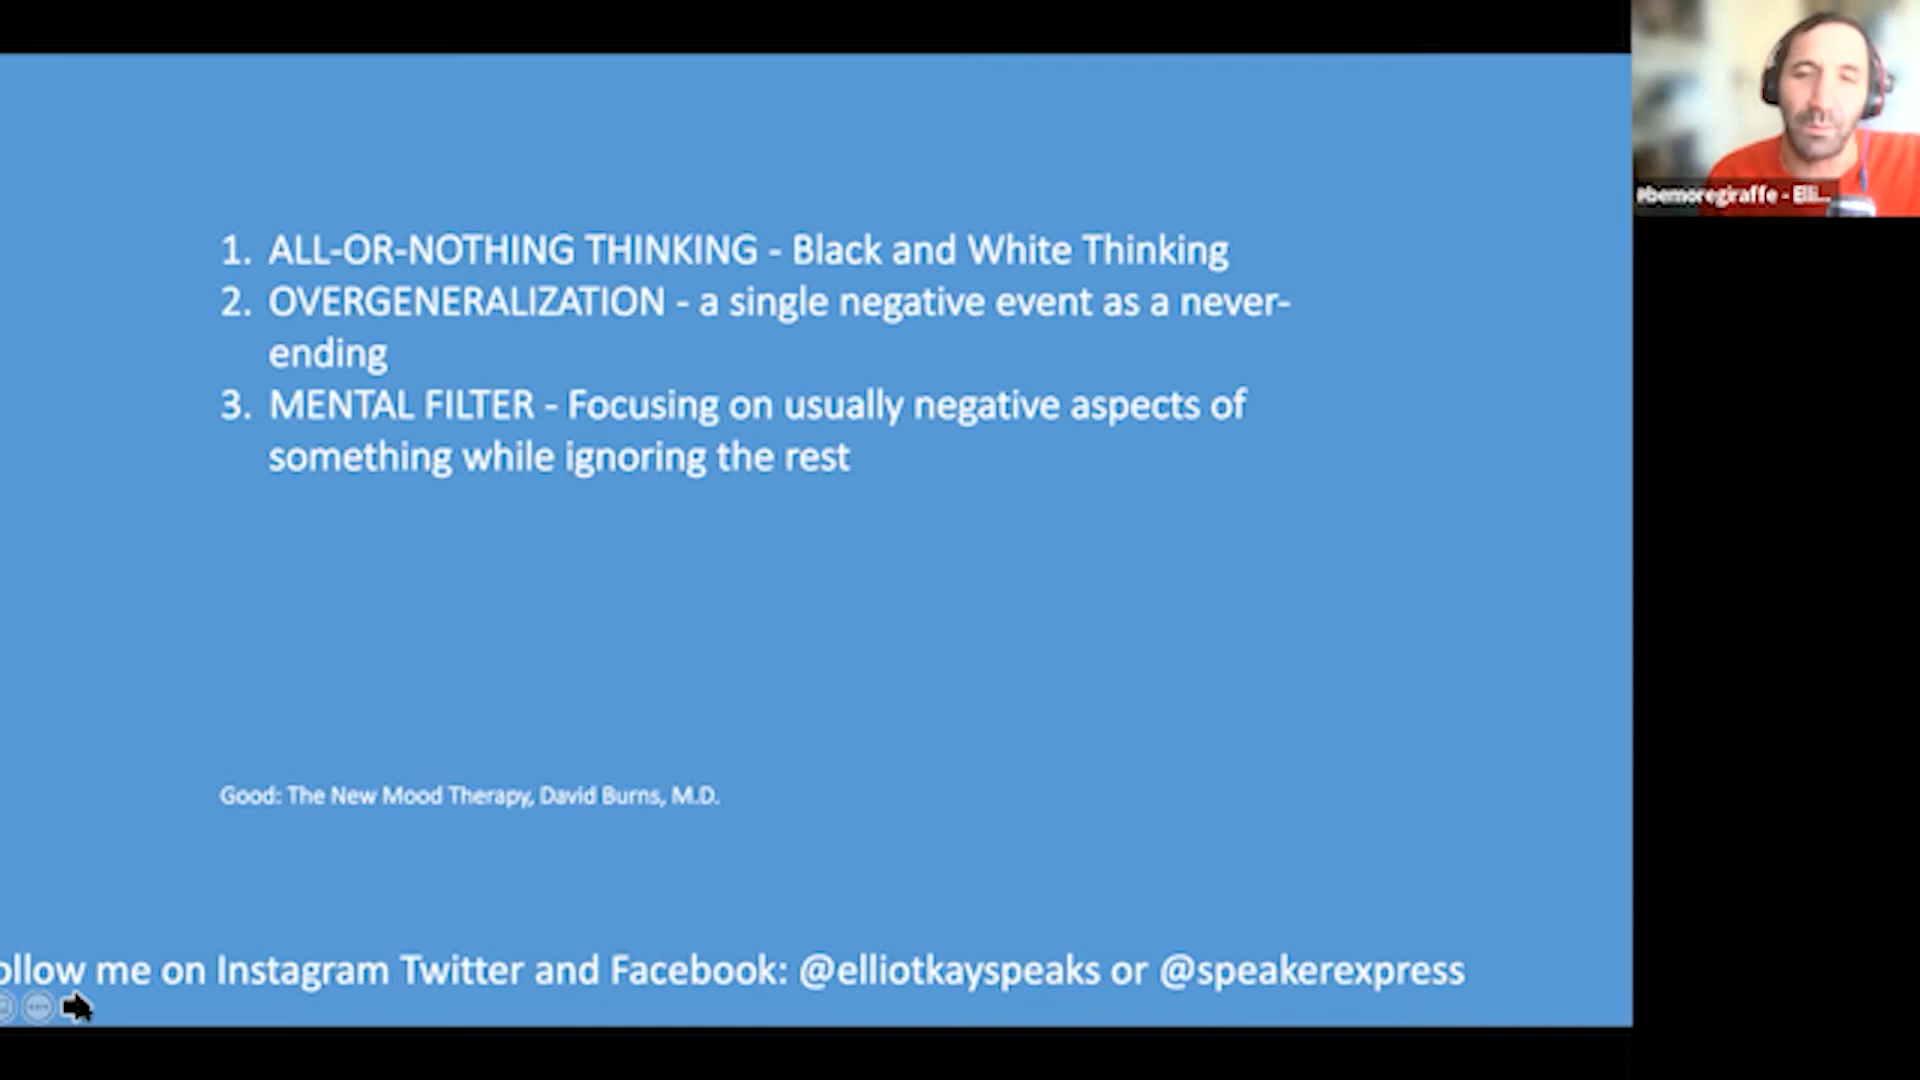 1. ALL-OR-NOTHING THINKING - Black and White Thinking
2. OVERGENERALIZATION - a single negative event as a never-
ending
3. MENTAL FILTER - Focusing on usually negative aspects of
something while ignoring the rest
Good: The New Mood Therapy, David Burns, M.D.
ollow me on Instagram Twitter and Facebook: @elliotkayspeaks or @speakerexpress
#bemoregiraffe - Elli...